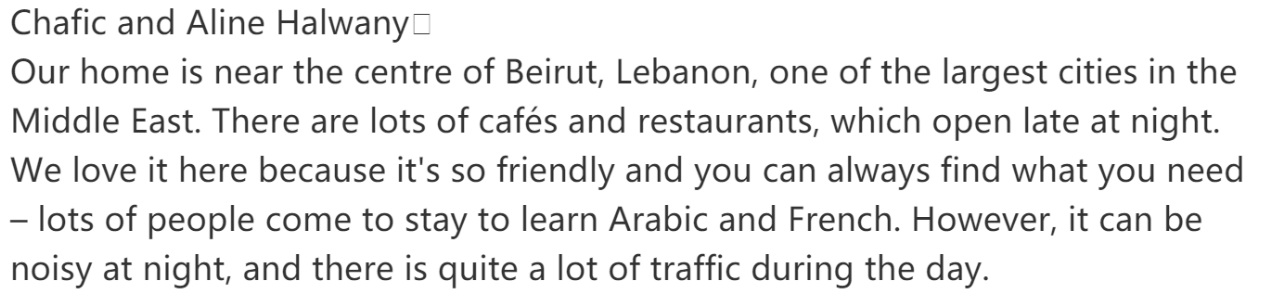 Chafic and Aline Halwany
Our home is near the centre of Beirut, Lebanon, one of the largest cities in the
Middle East. There are lots of cafés and restaurants, which open late at night.
We love it here because it's so friendly and you can always find what you need
– lots of people come to stay to learn Arabic and French. However, it can be
noisy at night, and there is quite a lot of traffic during the day.